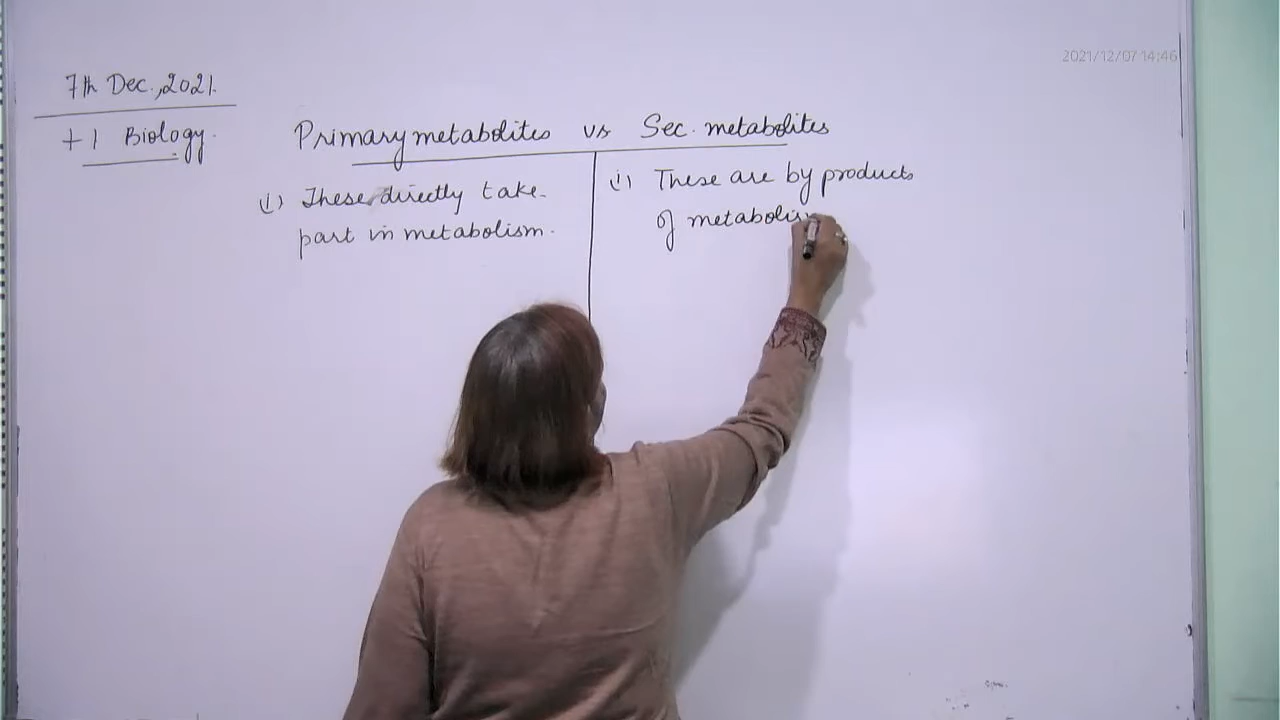 2021/12/07 14:46
7th Dec., 2021.
+1 Biology.
Primary metabolites vs Sec. metabolites
(i) These directly take
part in metabolism.
(i) These are by products
of metabolism